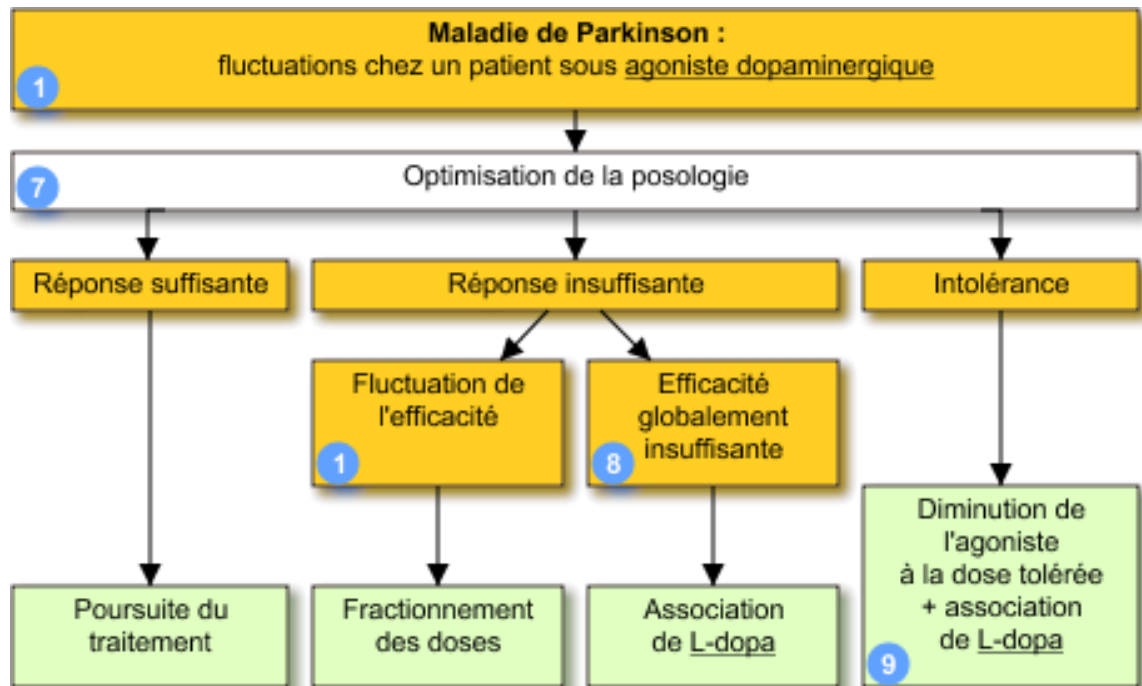 Maladie de Parkinson :
fluctuations chez un patient sous agoniste dopaminergique
1
Optimisation de la posologie
7
Réponse suffisante
Réponse insuffisante
Intolérance
Fluctuation de
l'efficacité
1
Efficacité
globalement
insuffisante
8
Poursuite du
traitement
Fractionnement
des doses
Association
de L-dopa
Diminution de
l'agoniste
à la dose tolérée
+ association
de L-dopa
9